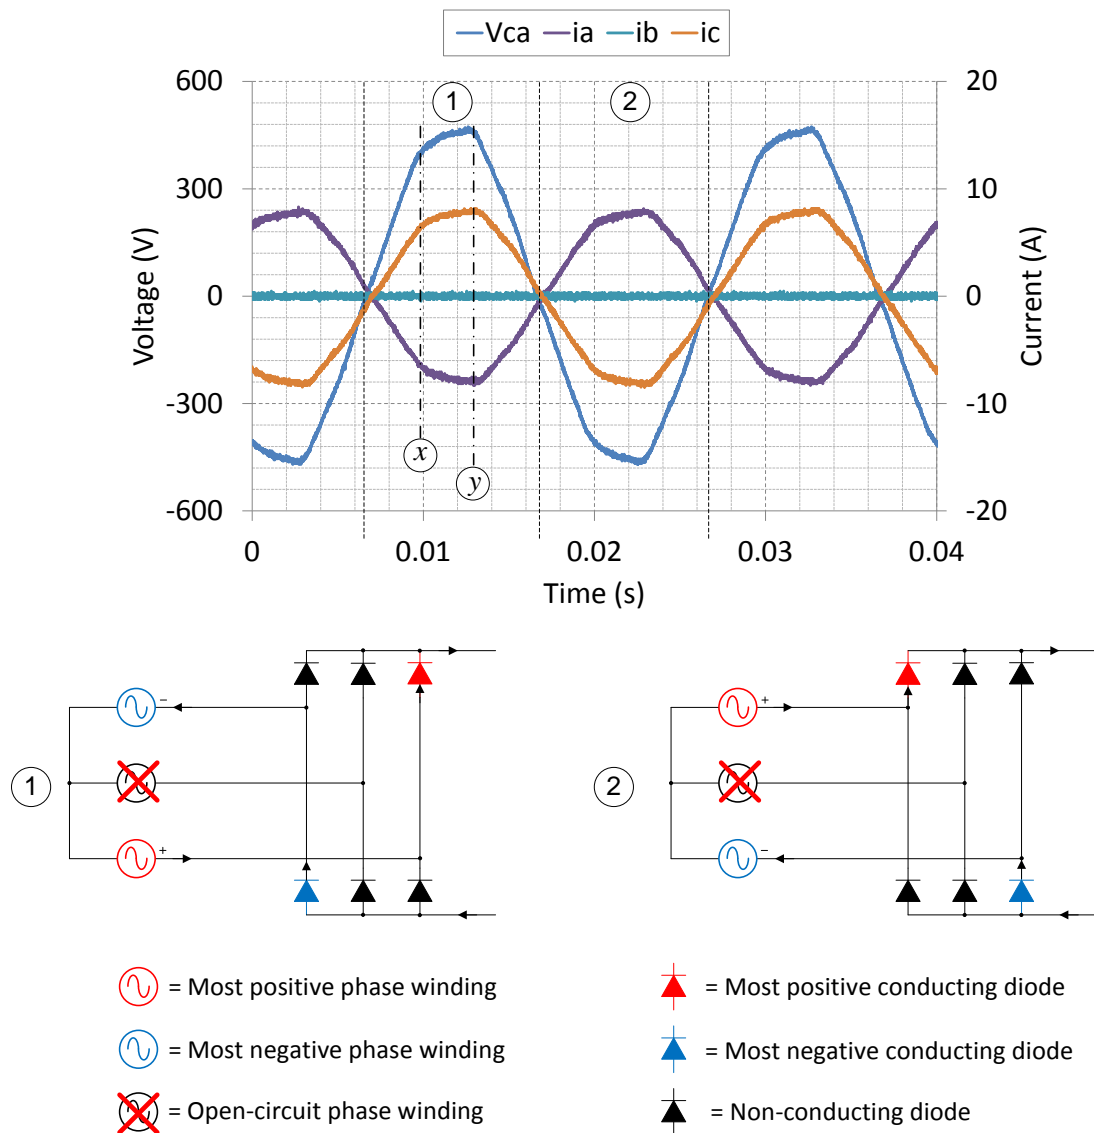 Vca ia ib ic
600 20
1 2
300 10
Voltage (V) 0 0 Current (A)
-300 -10
x
y
-600 -20
0 0.01 0.02 0.03 0.04
Time (s)
− +
1 2
+ −
= Most positive phase winding = Most positive conducting diode
= Most negative phase winding = Most negative conducting diode
= Open-circuit phase winding = Non-conducting diode